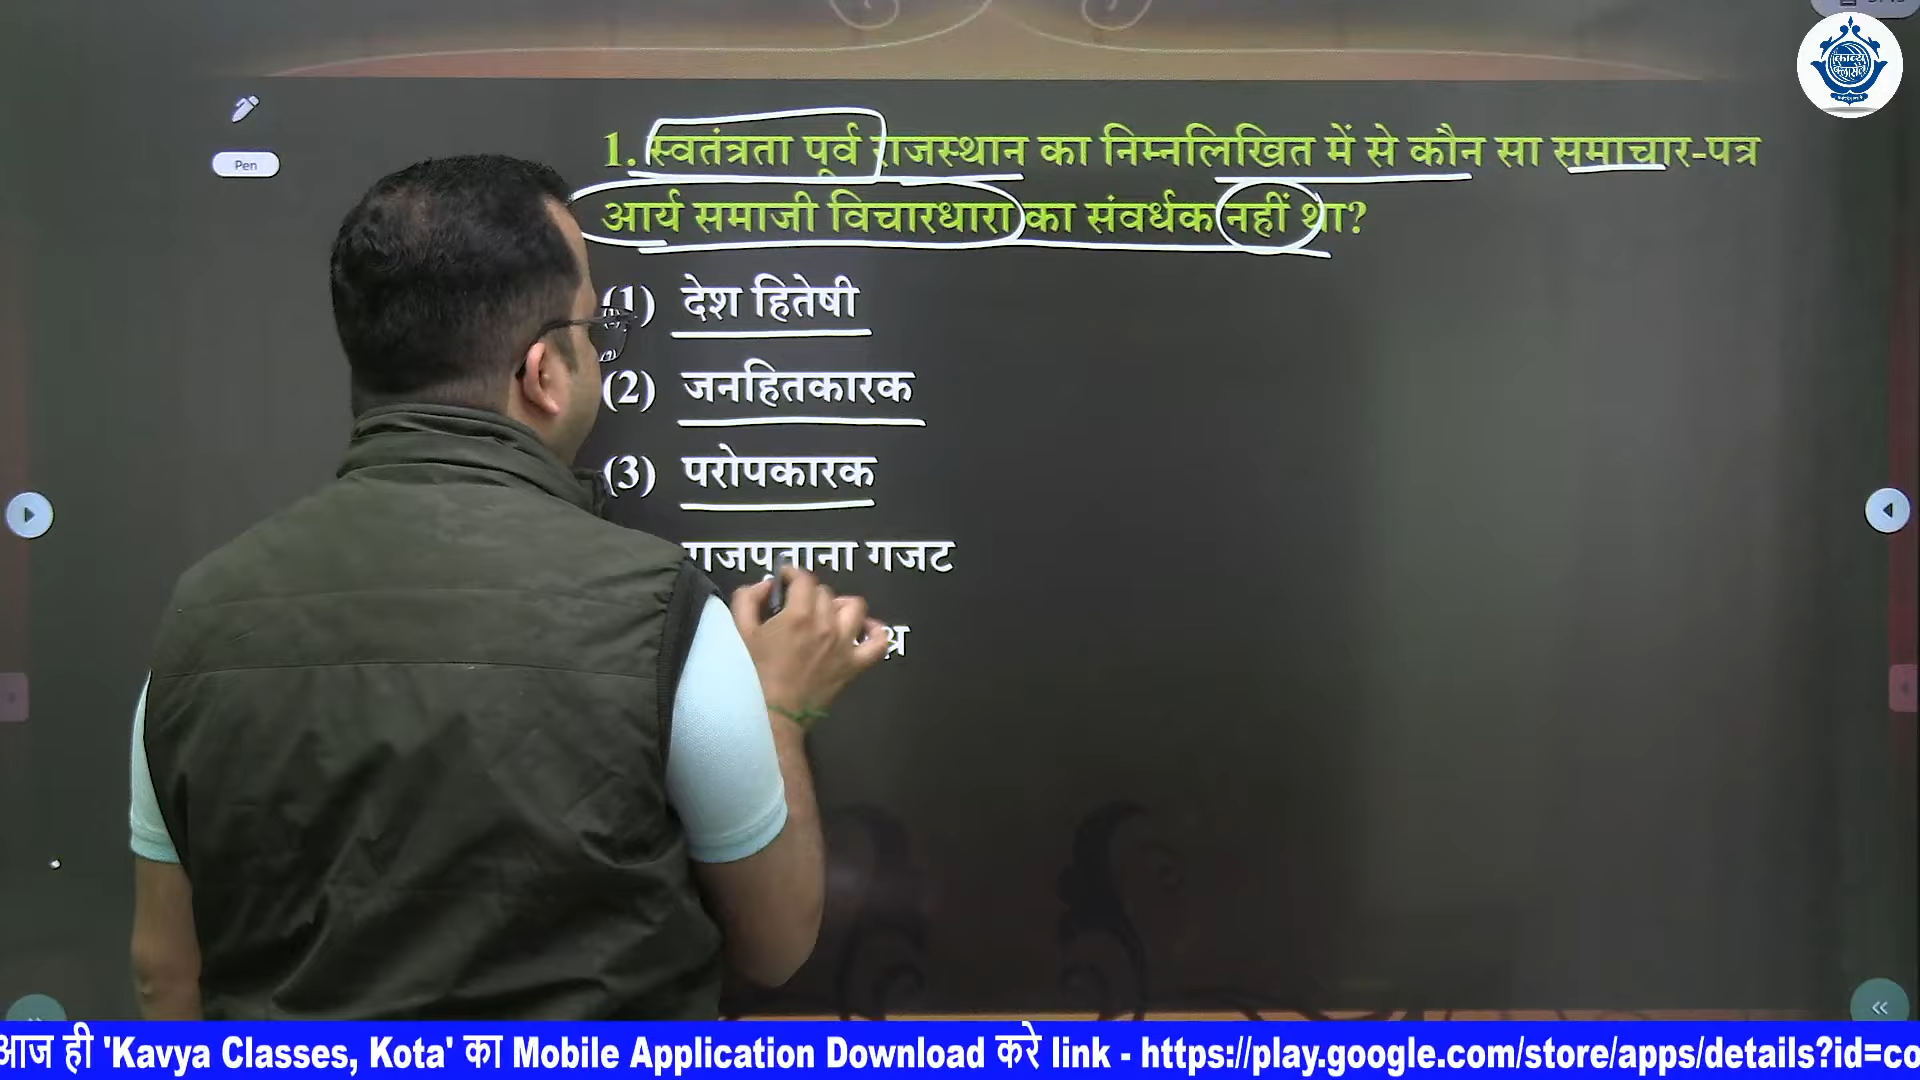 Pen
1. स्वतंत्रता पूर्व राजस्थान का निम्नलिखित में से कौन सा समाचार-पत्र
आर्य समाजी विचारधारा का संवर्धक नहीं था?
(1) देश हितेषी
(2) जनहितकारक
(3) परोपकारक
राजपूताना गजट
काव्य
क्लासेस
आज ही 'Kavya Classes, Kota' का Mobile Application Download करे link - https://play.google.com/store/apps/details?id=co